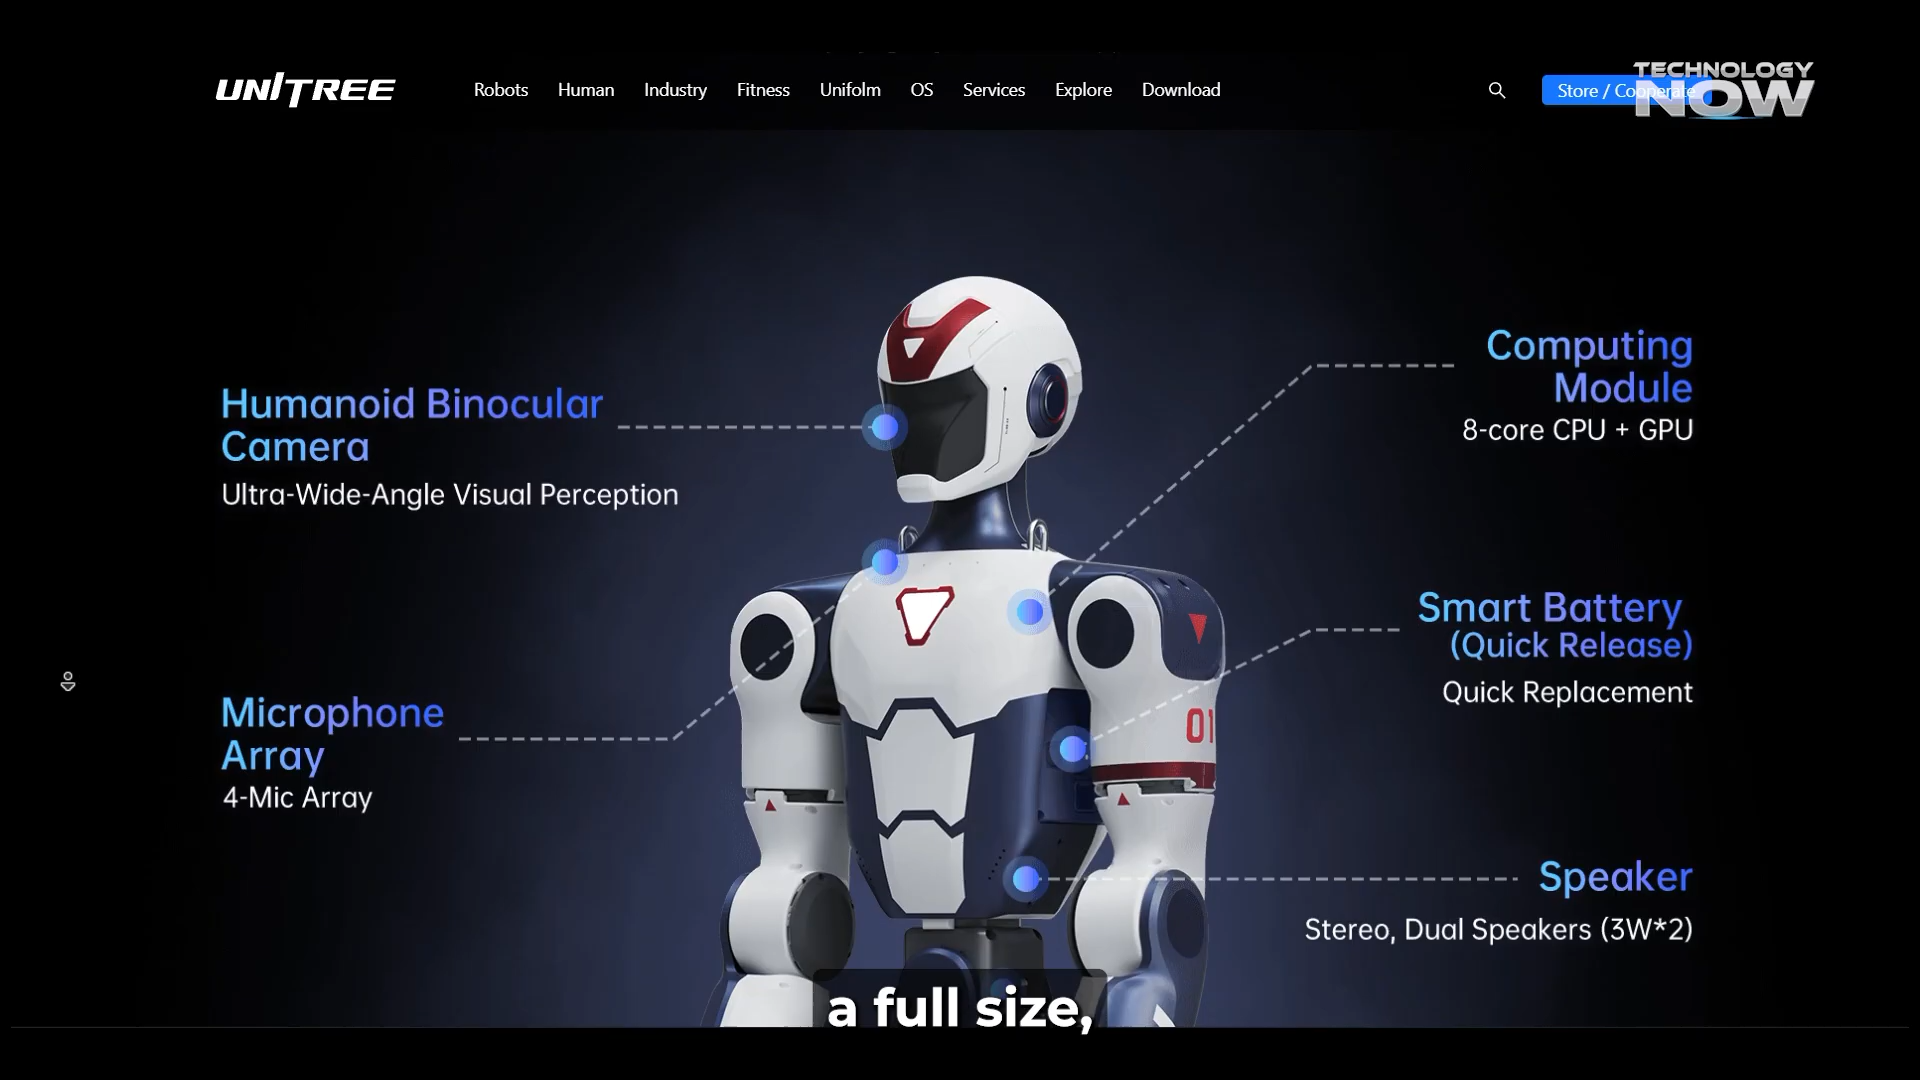 UNITREE
Robots Human Industry Fitness Unifolm OS Services Explore Download
Store / Cooperate
TECHNOLOGY
NOW
Humanoid Binocular
Camera
Ultra-Wide-Angle Visual Perception
Computing
Module
8-core CPU + GPU
Smart Battery
(Quick Release)
Quick Replacement
01
Microphone
Array
4-Mic Array
Speaker
Stereo, Dual Speakers (3W*2)
a full size,